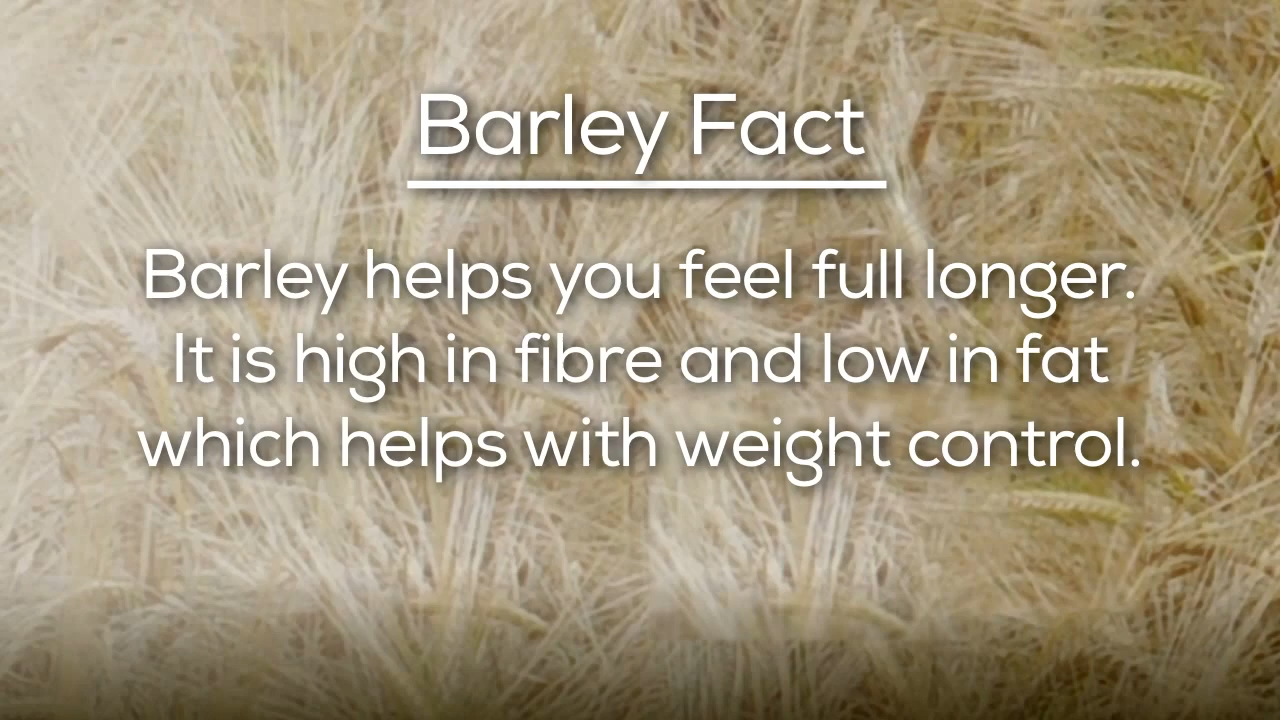 Barley Fact
Barley helps you feel full longer.
It is high in fibre and low in fat
which helps with weight control.